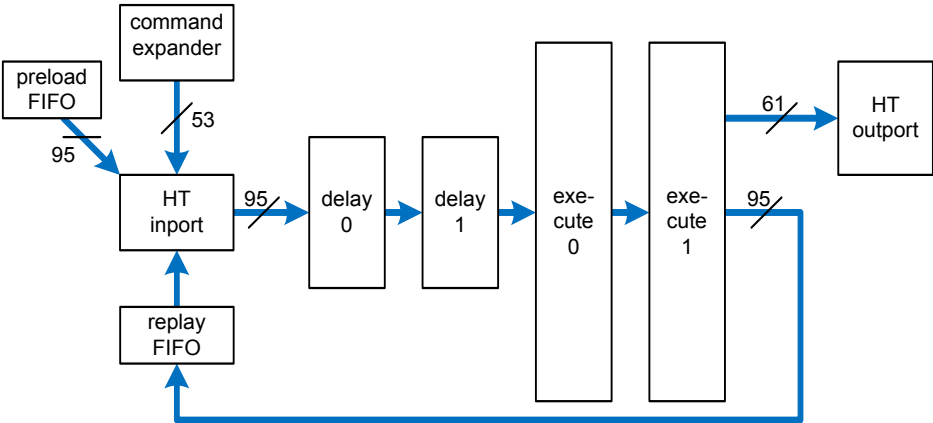 command
expander
preload
FIFO
53
95
HT
inport
95
delay
0
delay
1
exe-
cute
0
exe-
cute
1
61
HT
outport
95
replay
FIFO